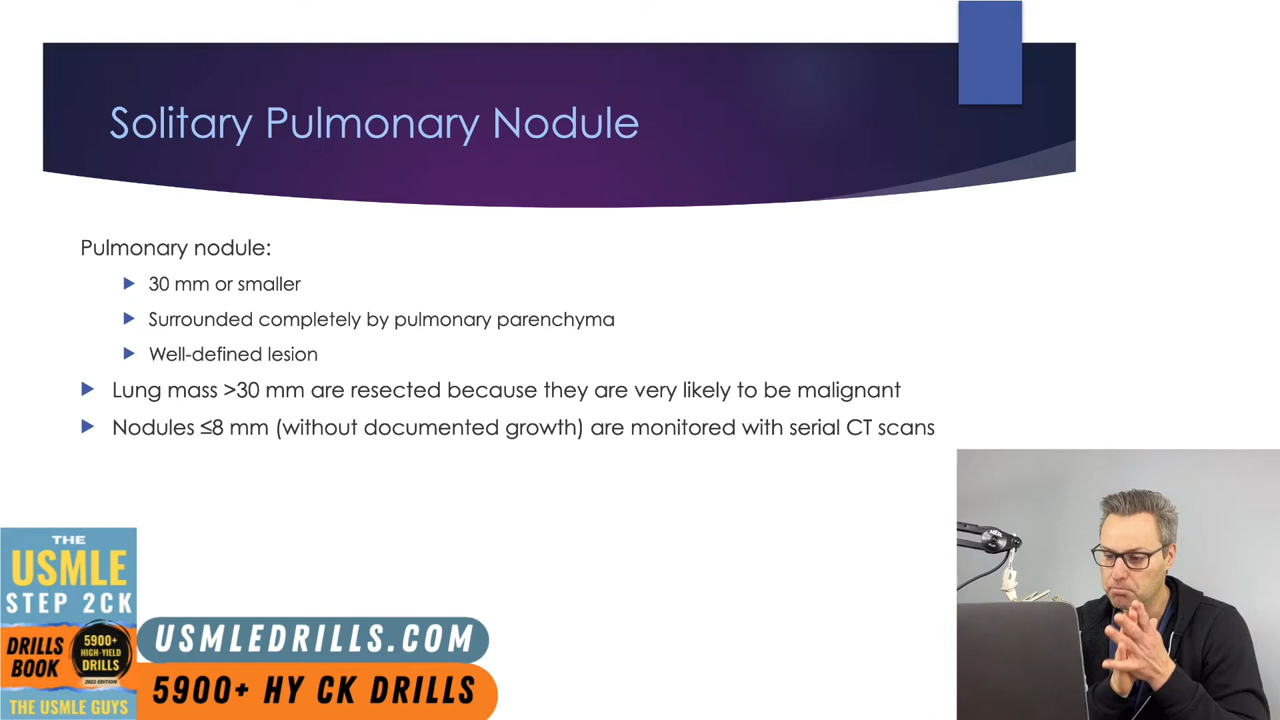 Solitary Pulmonary Nodule
Pulmonary nodule:
30 mm or smaller
Surrounded completely by pulmonary parenchyma
Well-defined lesion
Lung mass >30 mm are resected because they are very likely to be malignant
Nodules ≤8 mm (without documented growth) are monitored with serial CT scans
THE
USMLE
STEP 2CK
DRILLS
BOOK
5900+
HIGH-YIELD
DRILLS
2022 EDITION
THE USMLE GUYS
USMLEDRILLS.COM
5900+ HY CK DRILLS